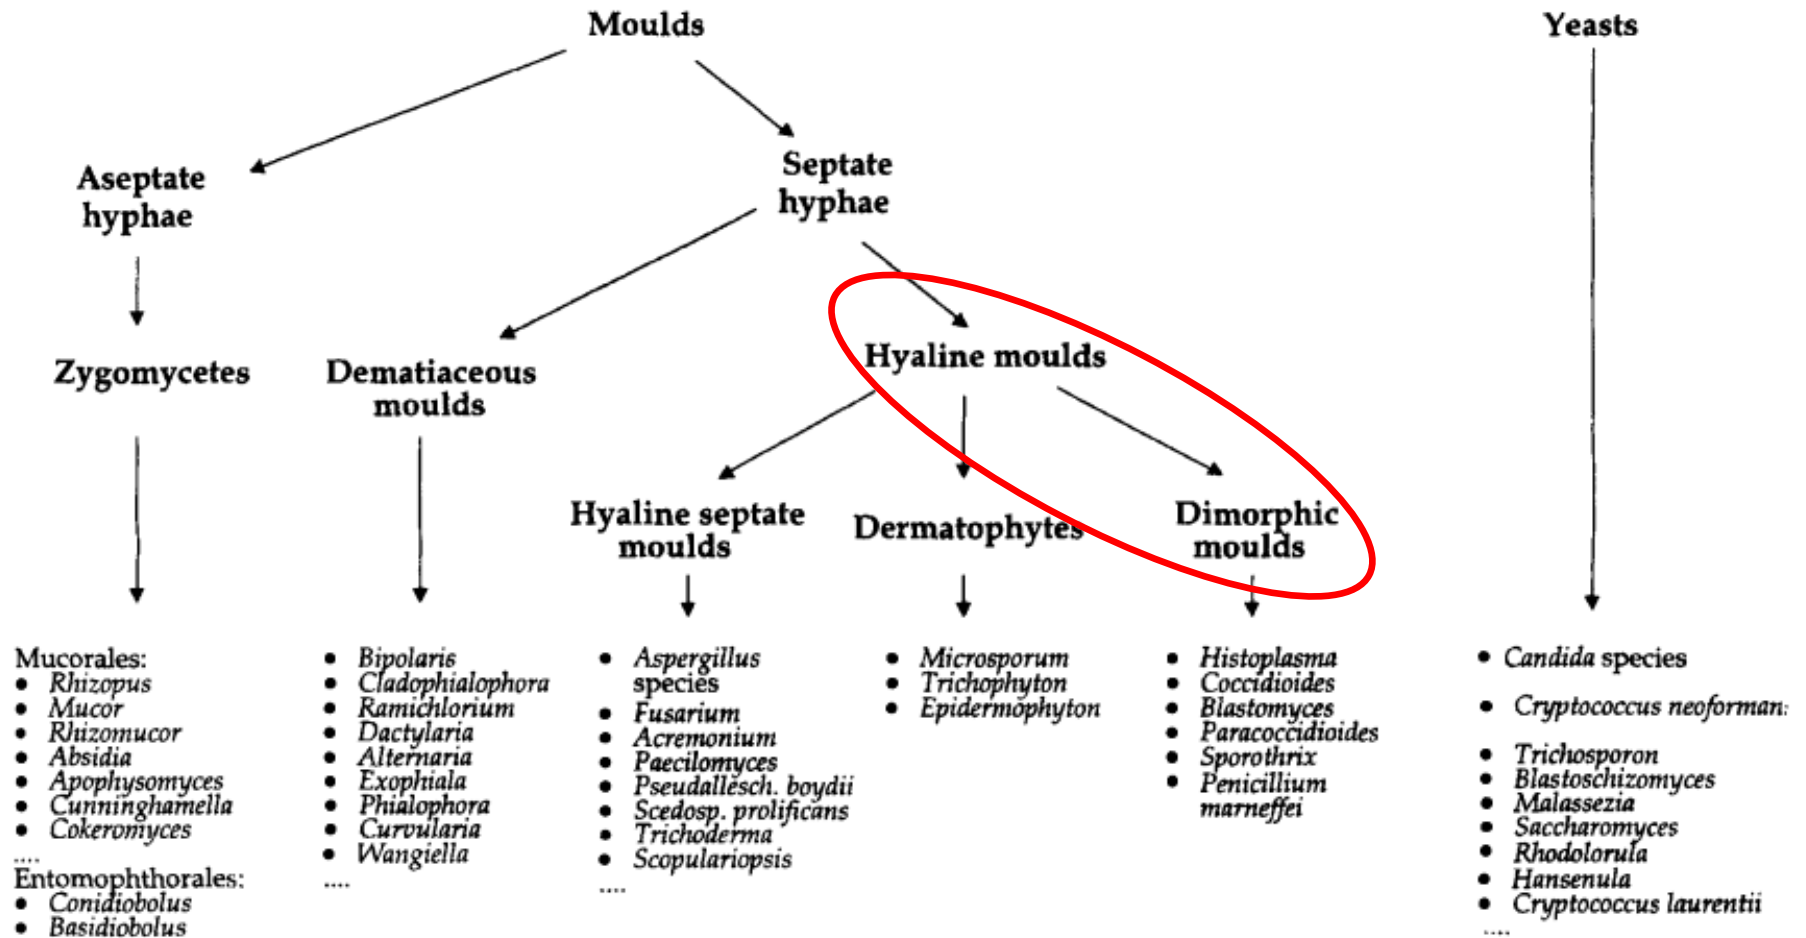 Moulds
Yeasts
Aseptate
hyphae
Septate
hyphae
Zygomycetes
Dematiaceous
moulds
Hyaline moulds
Hyaline septate
moulds
Dermatophytes
Dimorphic
moulds
Mucorales:
• Rhizopus
• Mucor
• Rhizomucor
• Absidia
• Apophysomyces
• Cunninghamella
• Cokeromyces
....
Entomophthorales:
• Conidiobolus
• Basidiobolus
• Bipolaris
• Cladophialophora
• Ramichlorium
• Dactylaria
• Alternaria
• Exophiala
• Phialophora
• Curvularia
• Wangiella
....
• Aspergillus
species
• Fusarium
• Acremonium
• Paecilomyces
• Pseudallesch. boydii
• Scedosp. prolificans
• Trichoderma
• Scopulariopsis
....
• Microsporum
• Trichophyton
• Epidermophyton
• Histoplasma
• Coccidioides
• Blastomyces
• Paracoccidioides
• Sporothrix
• Penicillium
marneffei
• Candida species
• Cryptococcus neoforman:
• Trichosporon
• Blastoschizomyces
• Malassezia
• Saccharomyces
• Rhodolorula
• Hansenula
• Cryptococcus laurentii
....